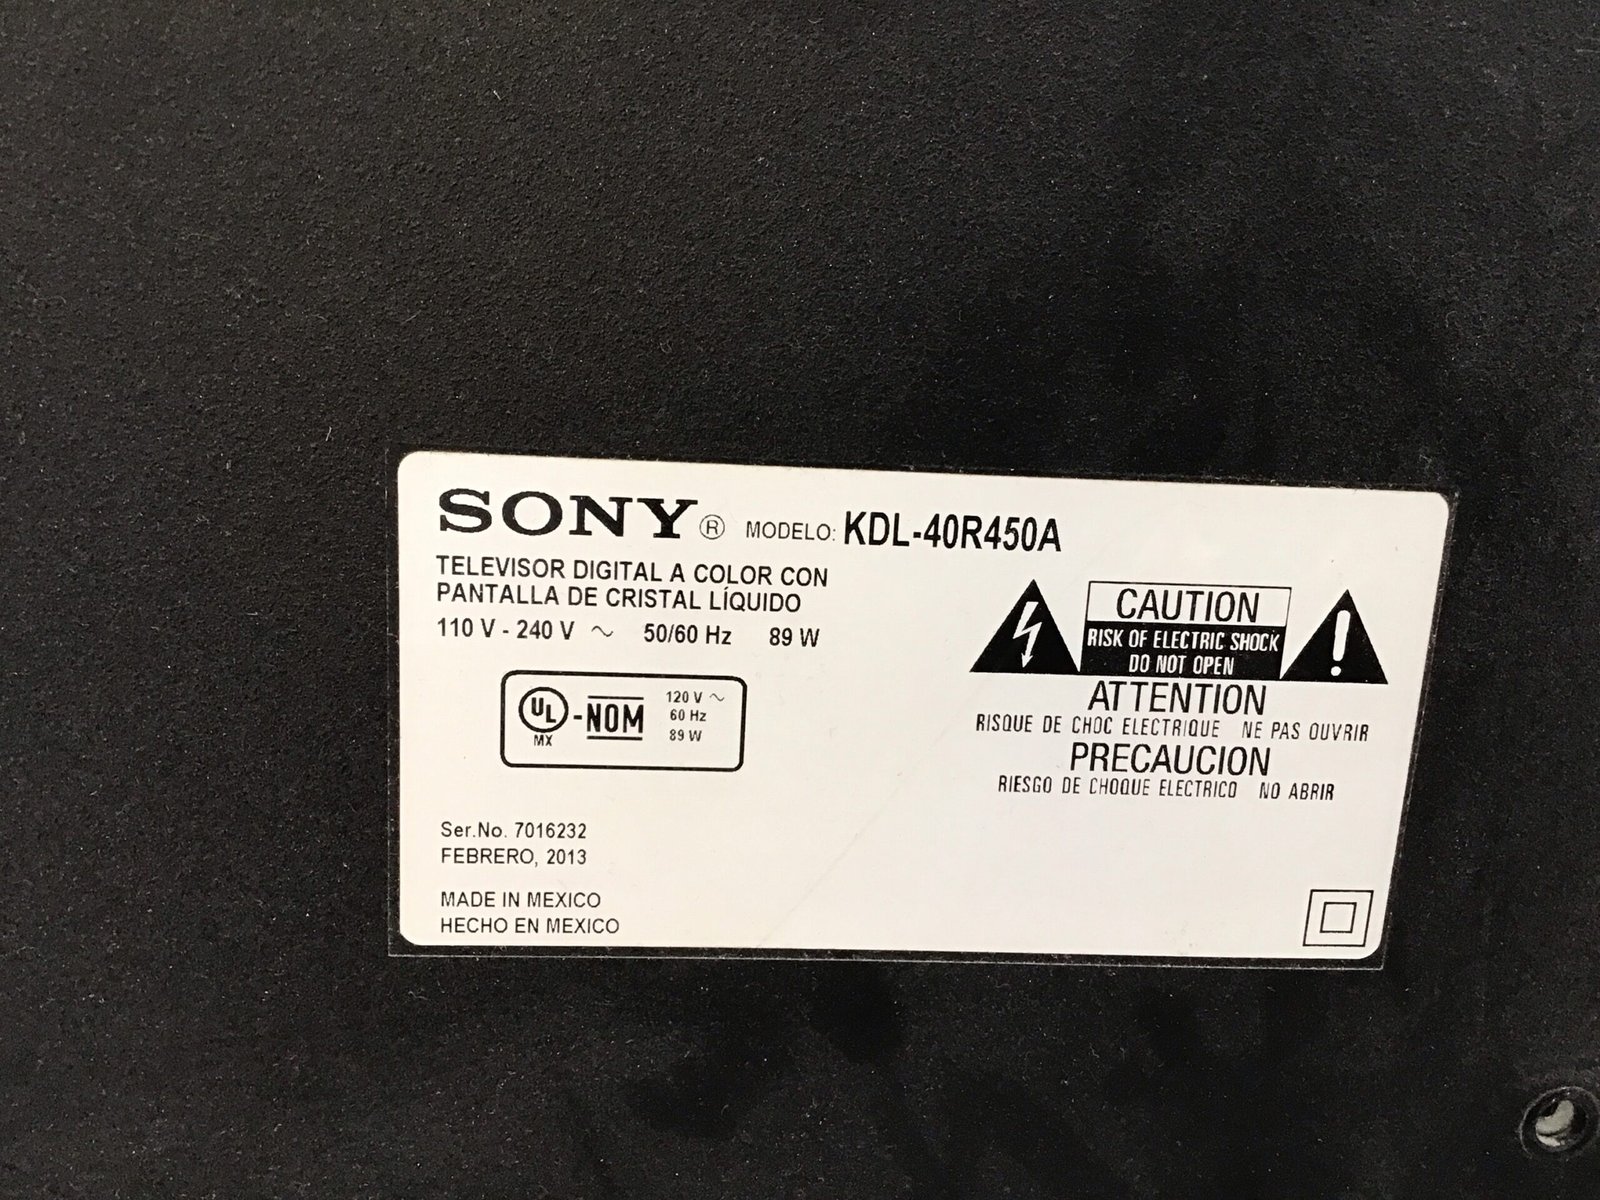 SONY® MODELO: KDL-40R450A
TELEVISOR DIGITAL A COLOR CON
PANTALLA DE CRISTAL LÍQUIDO
110 V - 240 V ~ 50/60 Hz 89 W
UL
MX
-NOM
120 V ~
60 Hz
89 W
Ser.No. 7016232
FEBRERO, 2013
MADE IN MEXICO
HECHO EN MEXICO
CAUTION
RISK OF ELECTRIC SHOCK
DO NOT OPEN
ATTENTION
RISQUE DE CHOC ELECTRIQUE NE PAS OUVRIR
PRECAUCION
RIESGO DE CHOQUE ELECTRICO NO ABRIR